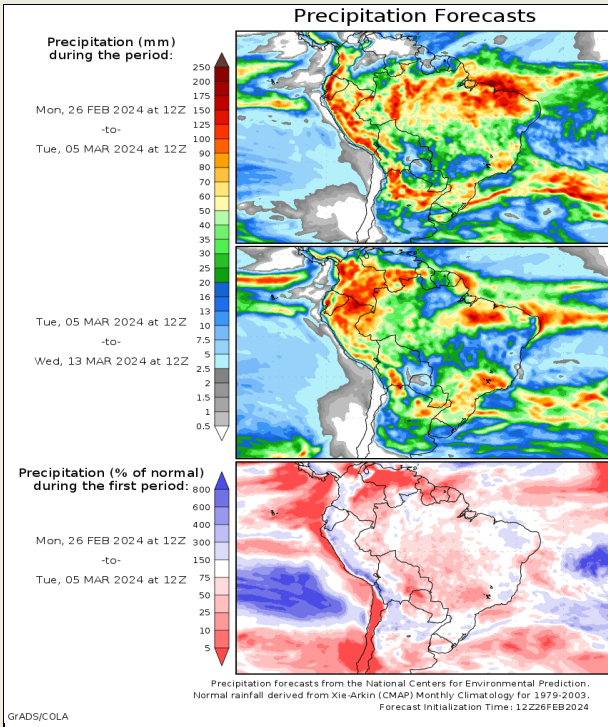 Precipitation Forecasts
Precipitation (mm)
during the period:
Mon, 26 FEB 2024 at 12Z
-to-
Tue, 05 MAR 2024 at 12Z
250
200
175
150
125
100
90
80
70
60
50
40
35
30
25
20
16
13
10
7.5
5
2.5
2
1.5
1
0.5
Tue, 05 MAR 2024 at 12Z
-to-
Wed, 13 MAR 2024 at 12Z
Precipitation (% of normal)
during the first period:
Mon, 26 FEB 2024 at 12Z
-to-
Tue, 05 MAR 2024 at 12Z
800
600
400
300
150
75
50
25
10
5
Precipitation forecasts from the National Centers for Environmental Prediction.
Normal rainfall derived from Xie-Arkin (CMAP) Monthly Climatology for 1979-2003.
Forecast Initialization Time: 12Z26FEB2024
GrADS/COLA